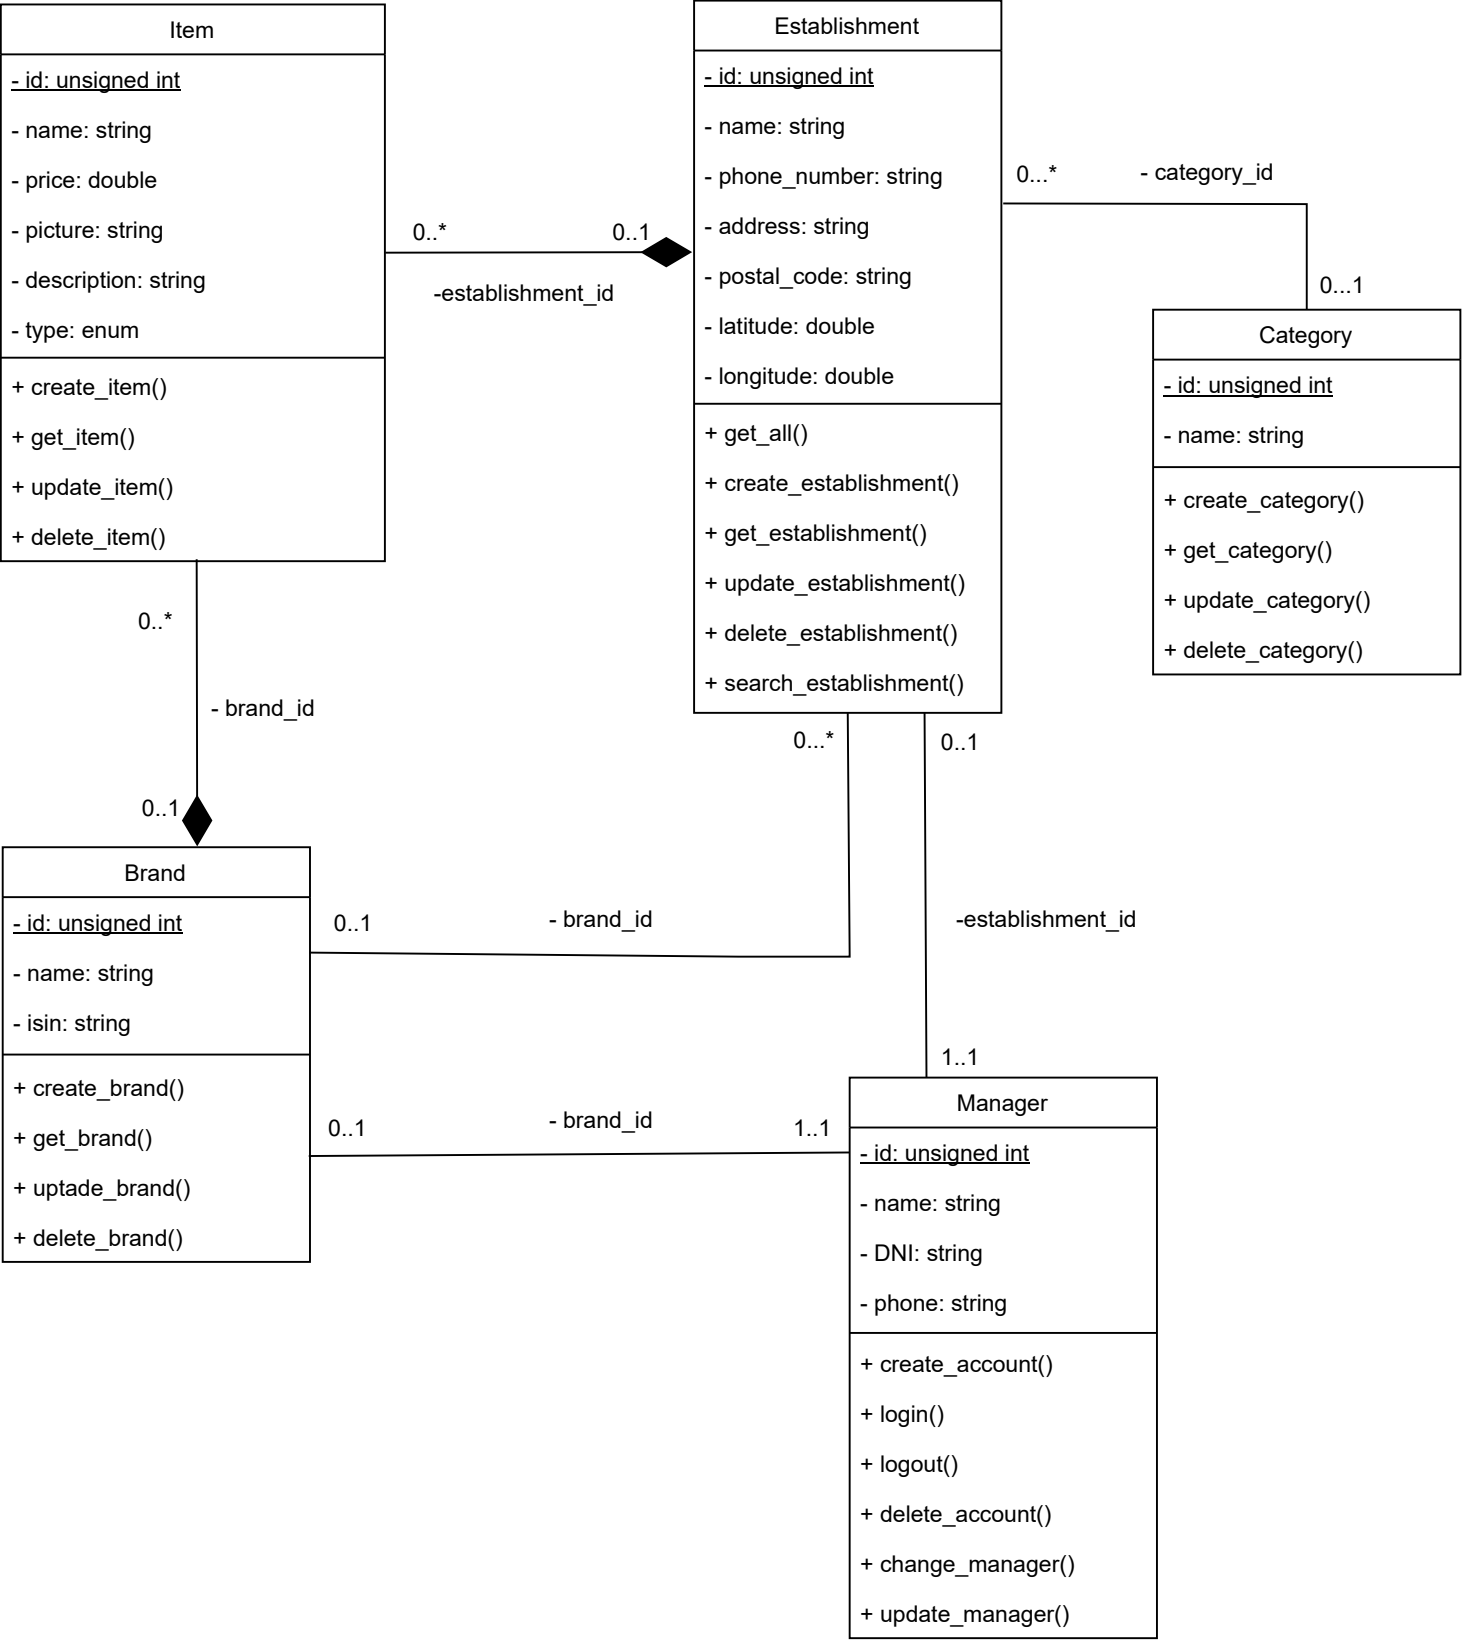 Item
- id: unsigned int
- name: string
- price: double
- picture: string
- description: string
- type: enum
+ create_item()
+ get_item()
+ update_item()
+ delete_item()
0..*
0..1
-establishment_id
Establishment
- id: unsigned int
- name: string
- phone_number: string
- address: string
- postal_code: string
- latitude: double
- longitude: double
+ get_all()
+ create_establishment()
+ get_establishment()
+ update_establishment()
+ delete_establishment()
+ search_establishment()
0...*
- category_id
0...1
Category
- id: unsigned int
- name: string
+ create_category()
+ get_category()
+ update_category()
+ delete_category()
0..*
- brand_id
0..1
Brand
- id: unsigned int
- name: string
- isin: string
+ create_brand()
+ get_brand()
+ uptade_brand()
+ delete_brand()
0...*
0..1
0..1
- brand_id
-establishment_id
1..1
0..1
- brand_id
1..1
Manager
- id: unsigned int
- name: string
- DNI: string
- phone: string
+ create_account()
+ login()
+ logout()
+ delete_account()
+ change_manager()
+ update_manager()